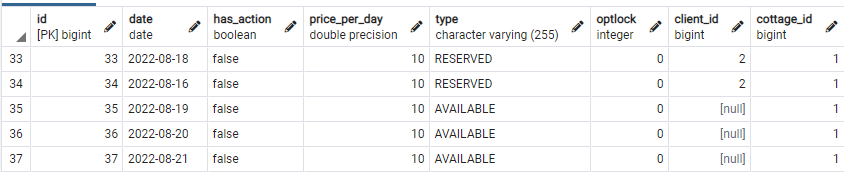 id date has_action price_per_day type optlock client_id cottage_id
[PK] bigint date boolean double precision character varying (255) integer bigint bigint
33 33 2022-08-18 false 10 RESERVED 0 2 1
34 34 2022-08-16 false 10 RESERVED 0 2 1
35 35 2022-08-19 false 10 AVAILABLE 0 [null] 1
36 36 2022-08-20 false 10 AVAILABLE 0 [null] 1
37 37 2022-08-21 false 10 AVAILABLE 0 [null] 1